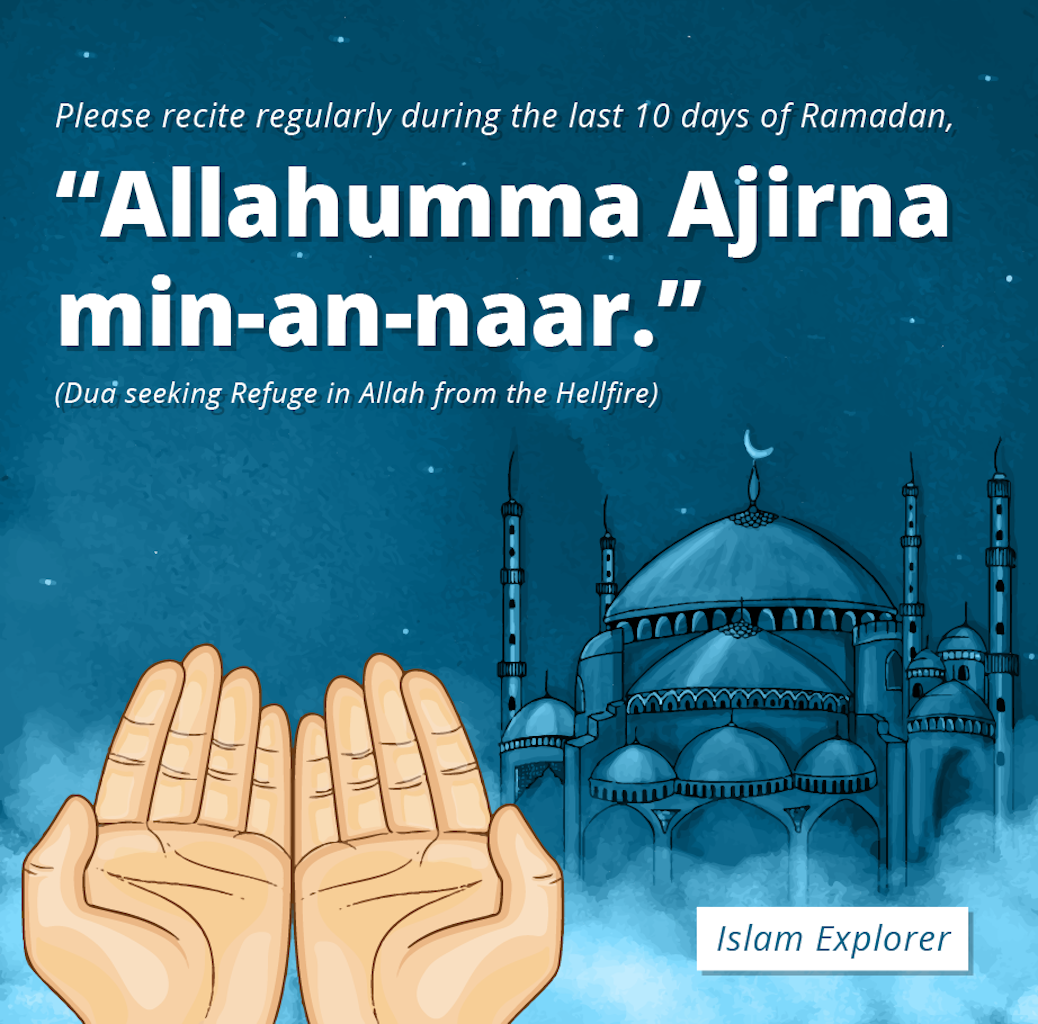 Please recite regularly during the last 10 days of Ramadan,
“Allahumma Ajirna
min-an-naar.”
(Dua seeking Refuge in Allah from the Hellfire)
Islam Explorer